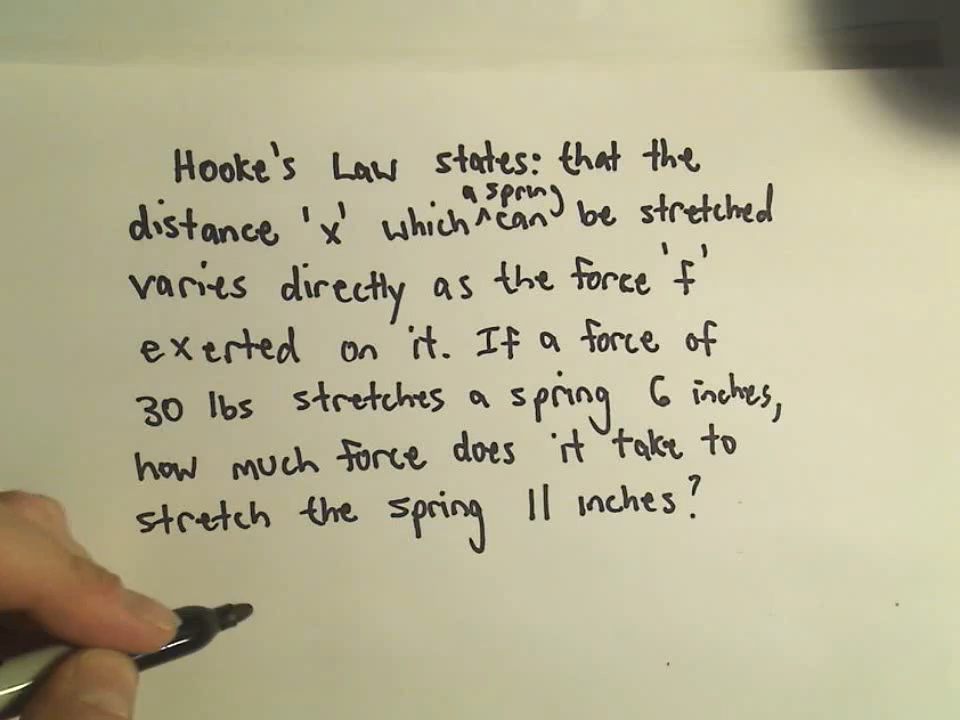 Hooke's Law states: that the
distance 'x' which a spring can be stretched
varies directly as the force 'f'
exerted on it. If a force of
30 lbs stretches a spring 6 inches,
how much force does it take to
stretch the spring 11 inches?